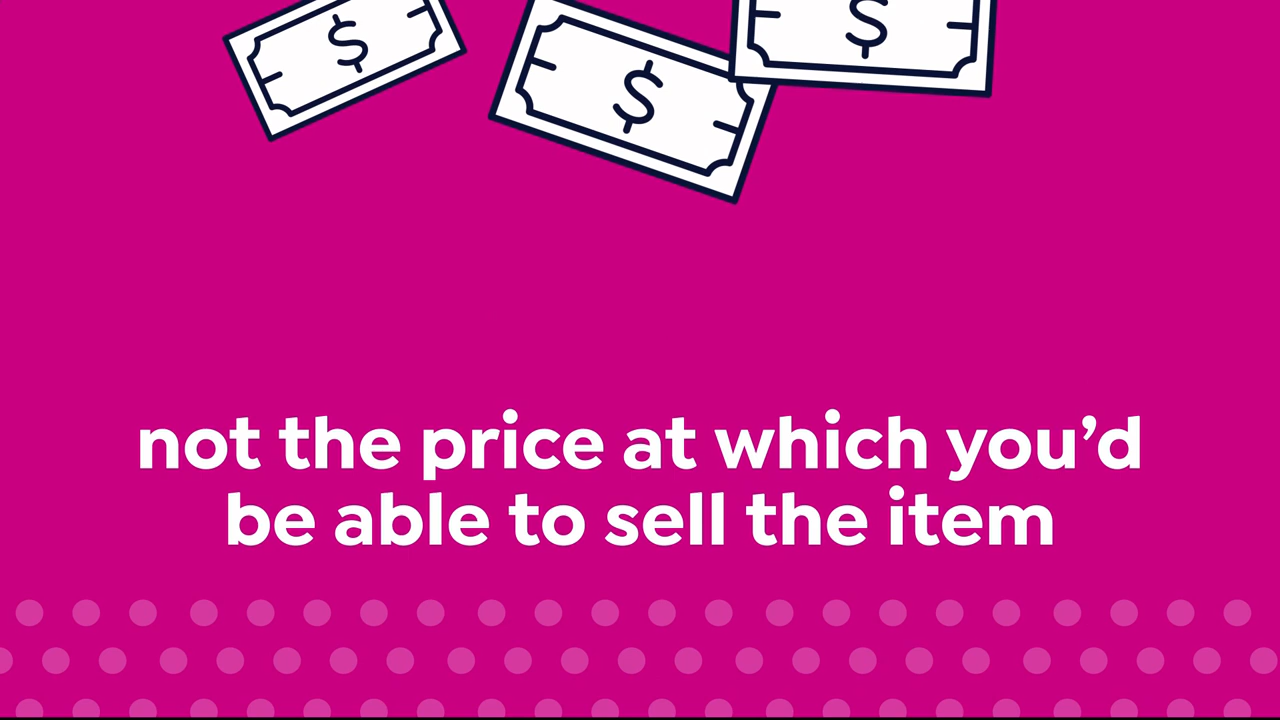 $ $ $
not the price at which you’d
be able to sell the item